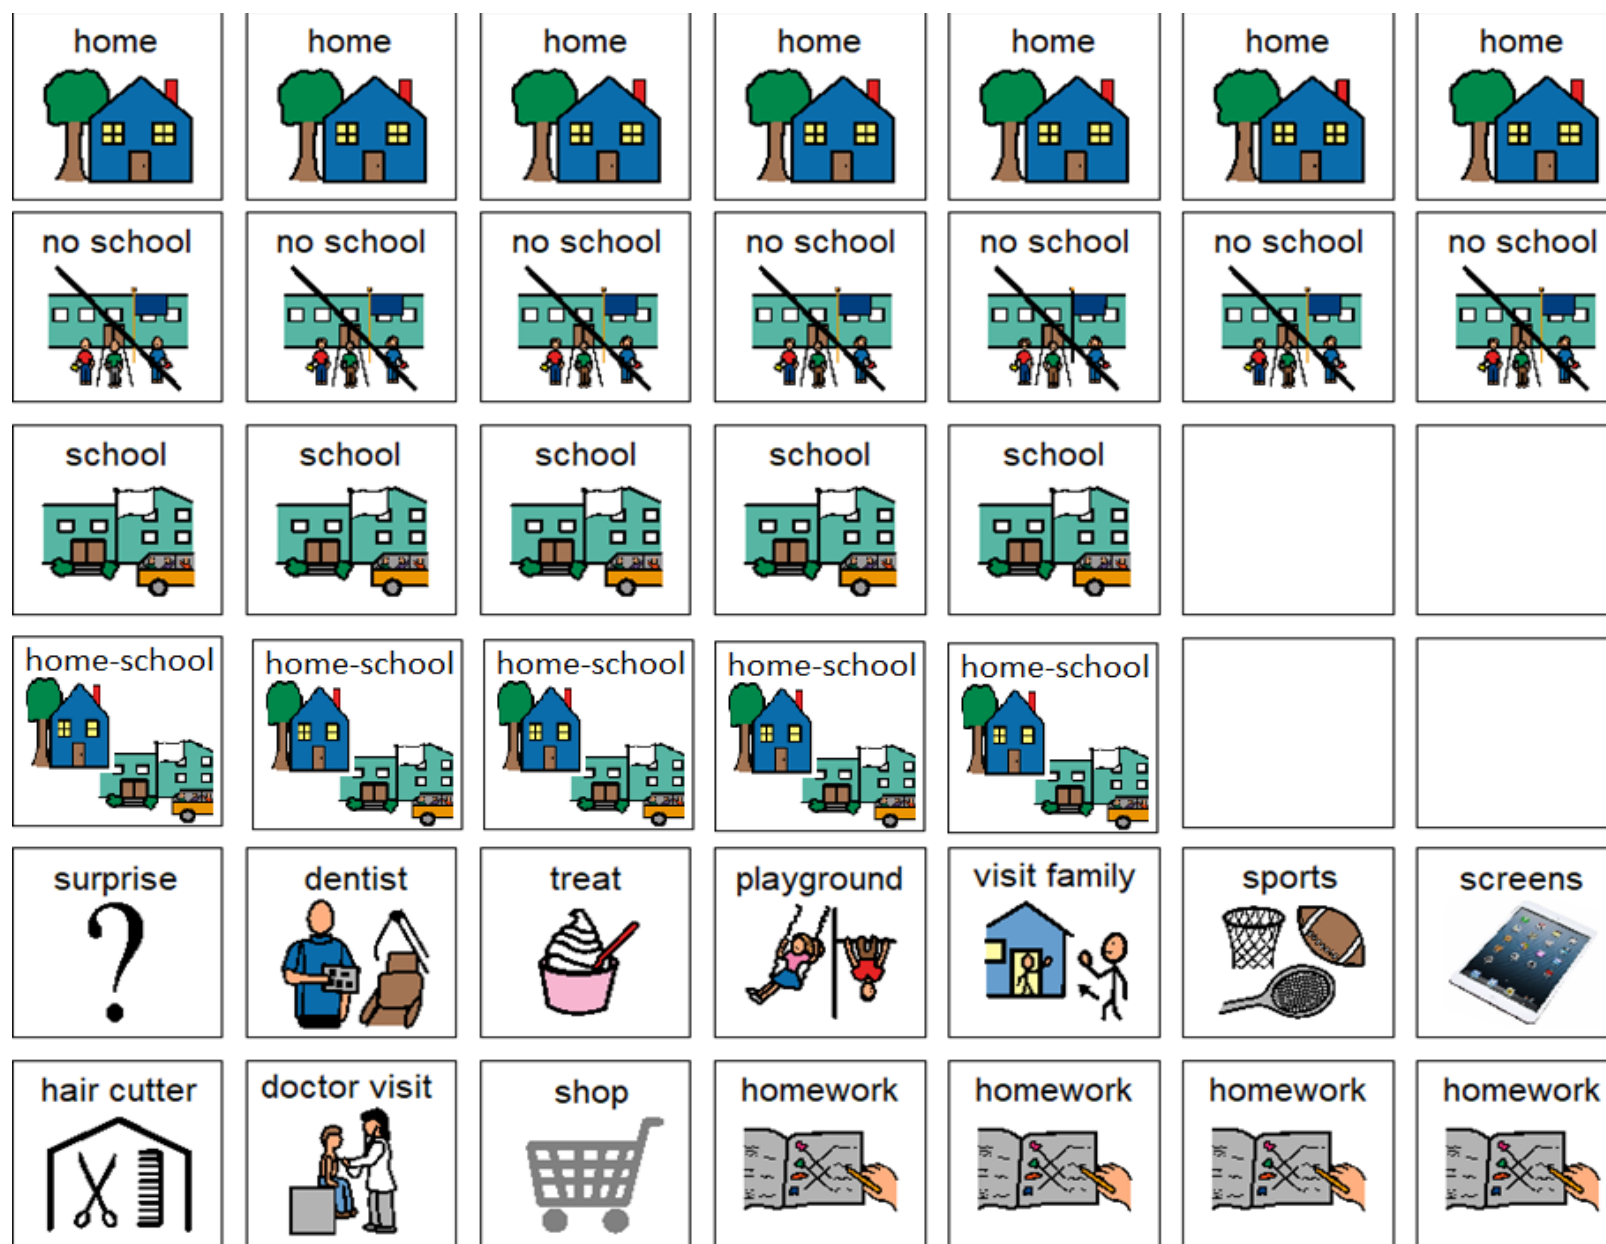 home home home home home home home
no school no school no school no school no school no school no school
school school school school school
home-school home-school home-school home-school home-school
surprise dentist treat playground visit family sports screens
hair cutter doctor visit shop homework homework homework homework